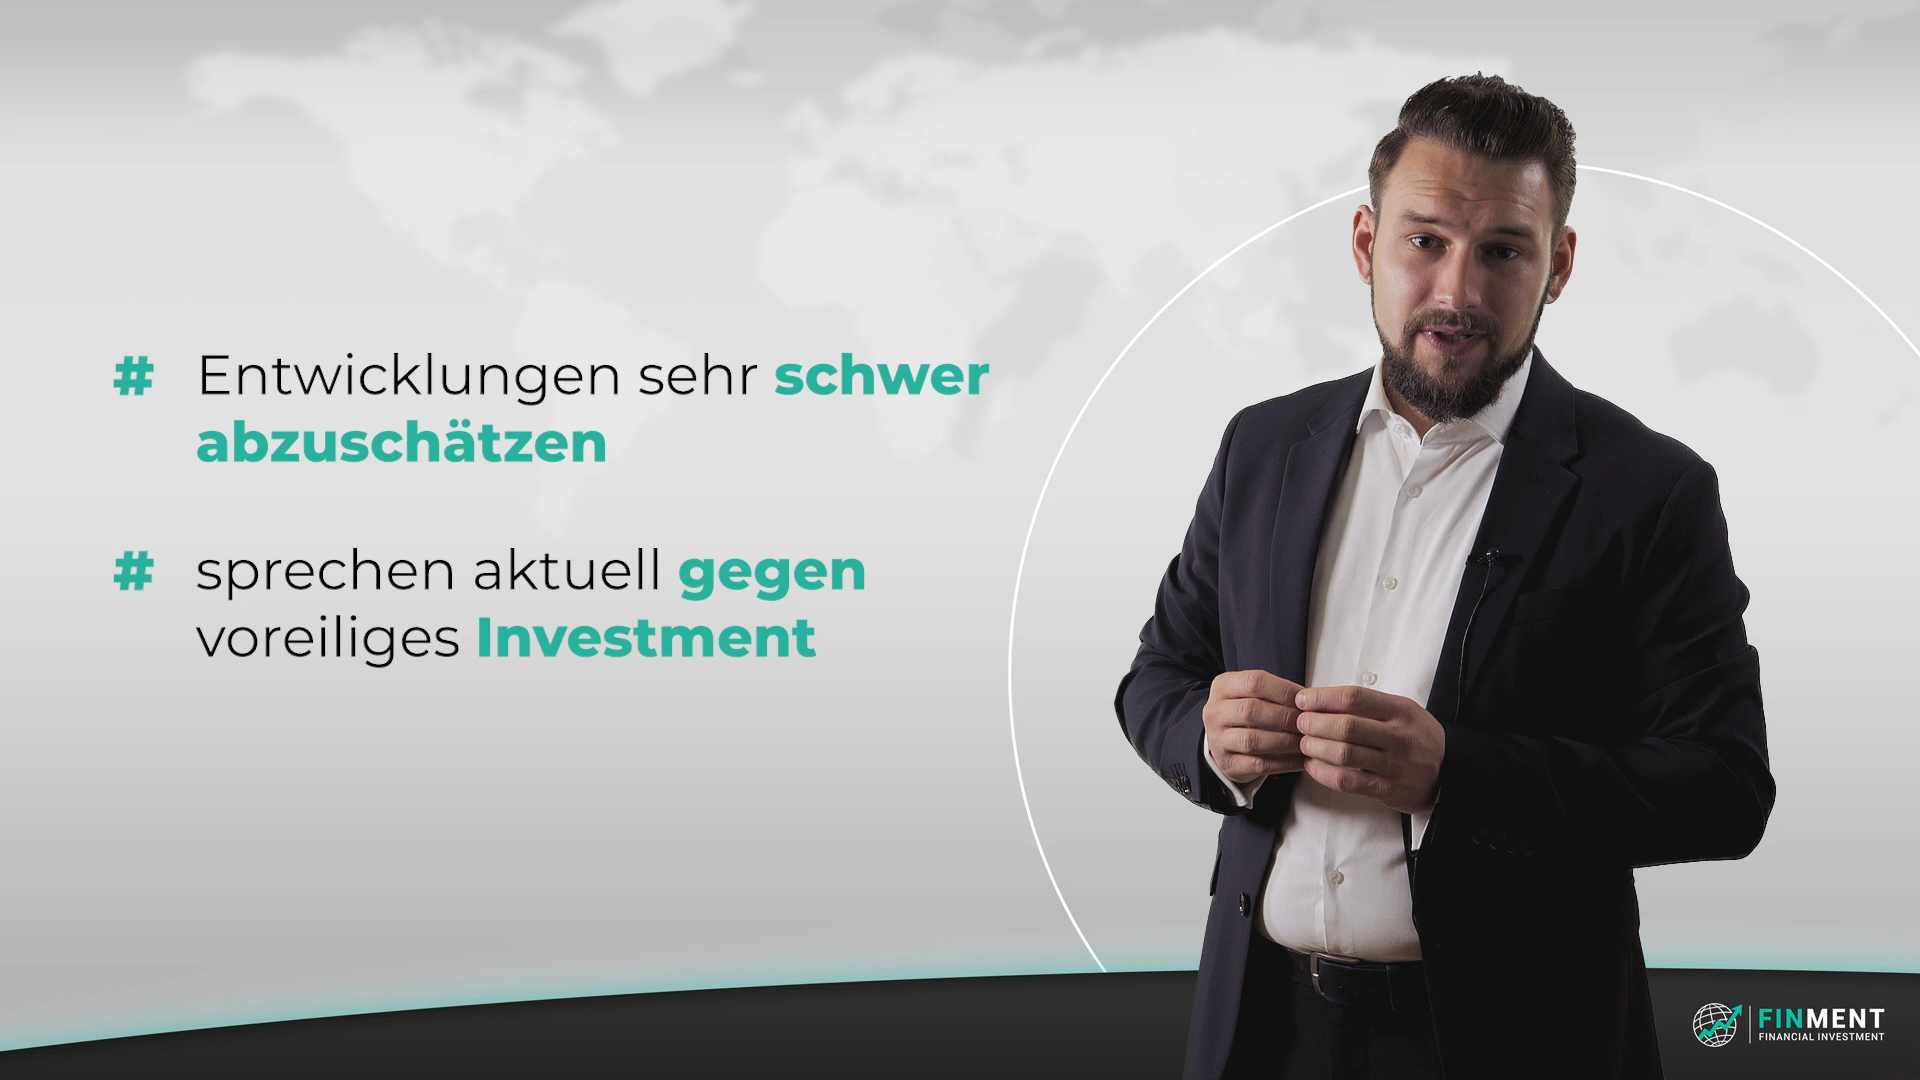 # Entwicklungen sehr schwer
abzuschätzen
# sprechen aktuell gegen
voreiliges Investment
FINMENT
FINANCIAL INVESTMENT